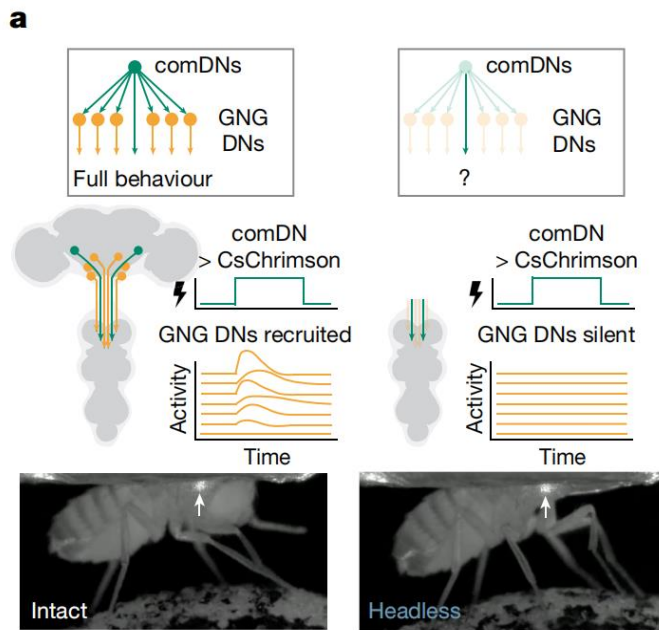 a
comDNs
GNG
DNs
Full behaviour
comDNs
GNG
DNs
?
comDN
> CsChrimson
GNG DNs recruited
Activity
Time
comDN
> CsChrimson
GNG DNs silent
Activity
Time
Intact
Headless